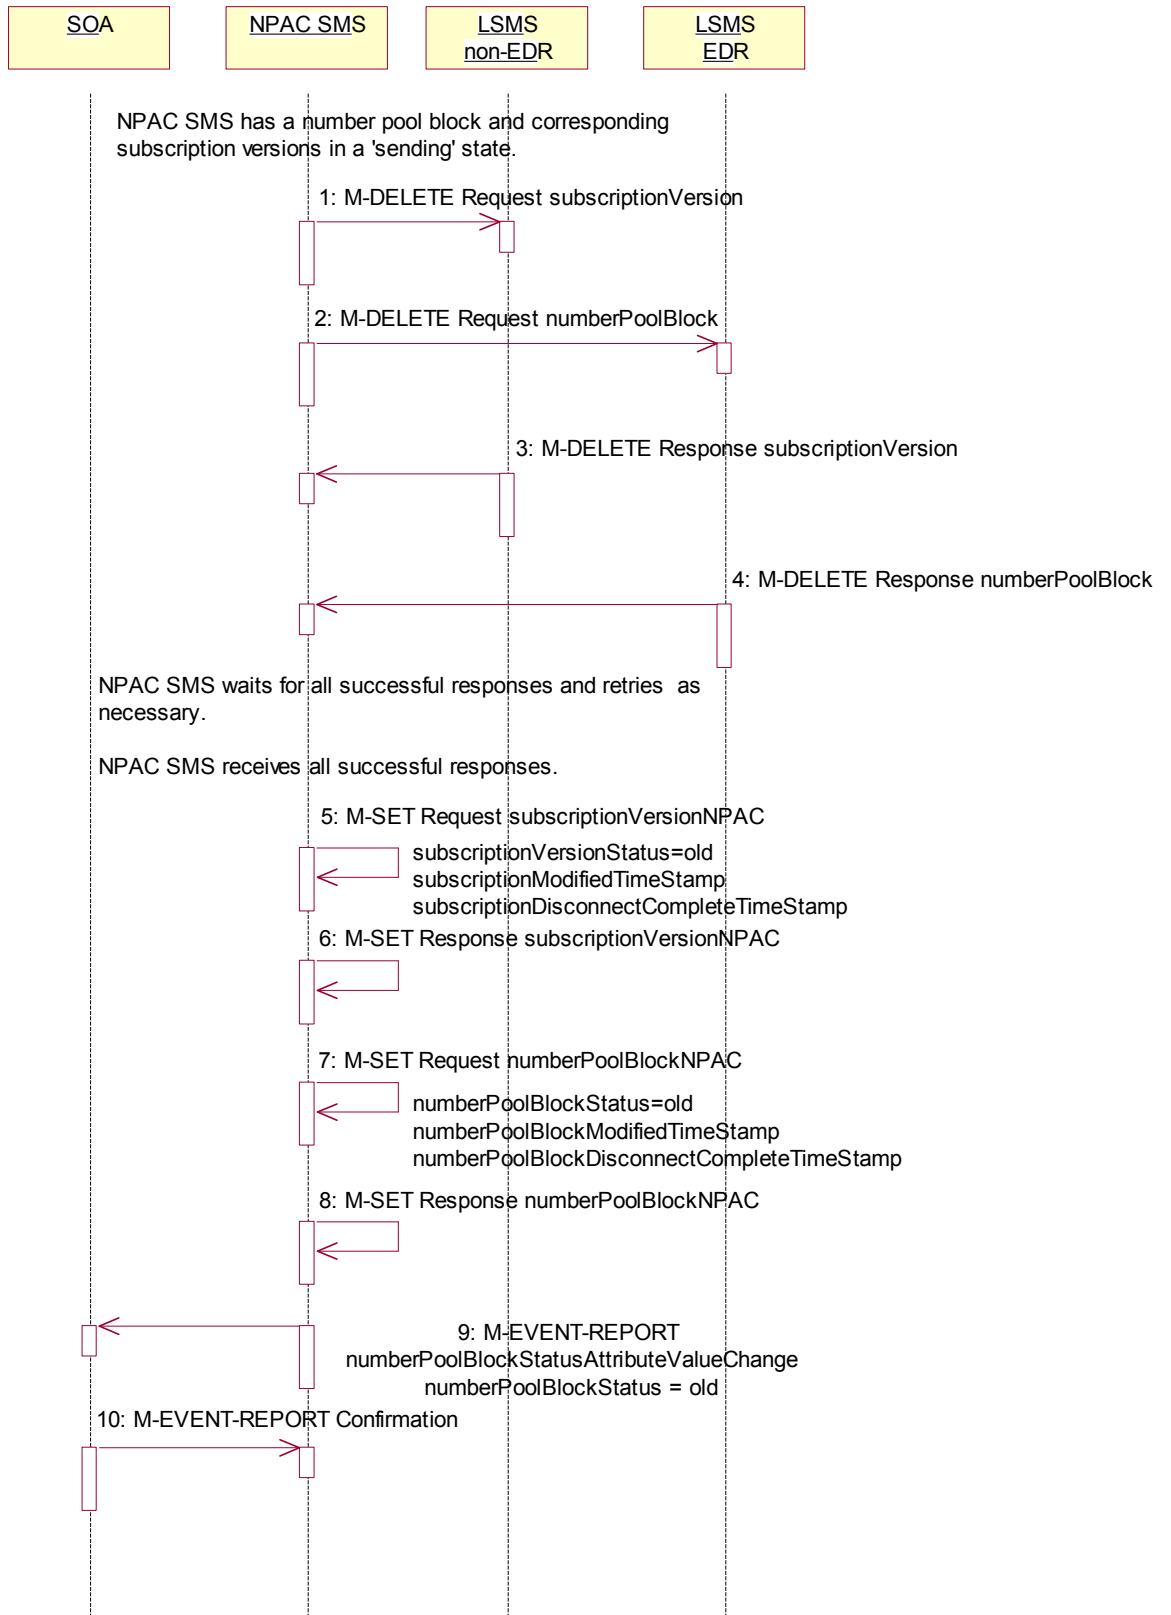 SOA
NPAC SMS
LSMS
non-EDR
LSMS
EDR
NPAC SMS has a number pool block and corresponding
subscription versions in a 'sending' state.
1: M-DELETE Request subscriptionVersion
2: M-DELETE Request numberPoolBlock
3: M-DELETE Response subscriptionVersion
4: M-DELETE Response numberPoolBlock
NPAC SMS waits for all successful responses and retries as
necessary.
NPAC SMS receives all successful responses.
5: M-SET Request subscriptionVersionNPAC
subscriptionVersionStatus=old
subscriptionModifiedTimeStamp
subscriptionDisconnectCompleteTimeStamp
6: M-SET Response subscriptionVersionNPAC
7: M-SET Request numberPoolBlockNPAC
numberPoolBlockStatus=old
numberPoolBlockModifiedTimeStamp
numberPoolBlockDisconnectCompleteTimeStamp
8: M-SET Response numberPoolBlockNPAC
9: M-EVENT-REPORT
numberPoolBlockStatusAttributeValueChange
numberPoolBlockStatus = old
10: M-EVENT-REPORT Confirmation